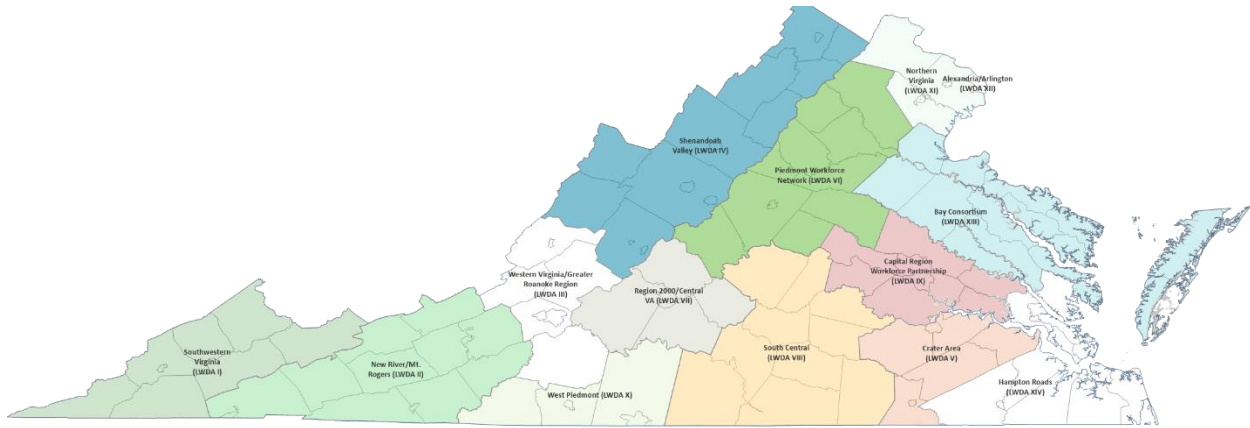 Northern
Virginia
(LWDA XI)
Alexandria/Arlington
(LWDA XII)
Shenandoah
Valley (LWDA IV)
Piedmont Workforce
Network (LWDA VI)
Bay Consortium
(LWDA XIII)
Capital Region
Workforce Partnership
(LWDA IX)
Western Virginia/Greater
Roanoke Region
(LWDA III)
Region 2000/Central
VA (LWDA VII)
Southwestern
Virginia
(LWDA I)
New River/Mt.
Rogers (LWDA II)
South Central
(LWDA VIII)
Crater Area
(LWDA V)
Hampton Roads
(LWDA XIV)
West Piedmont (LWDA X)